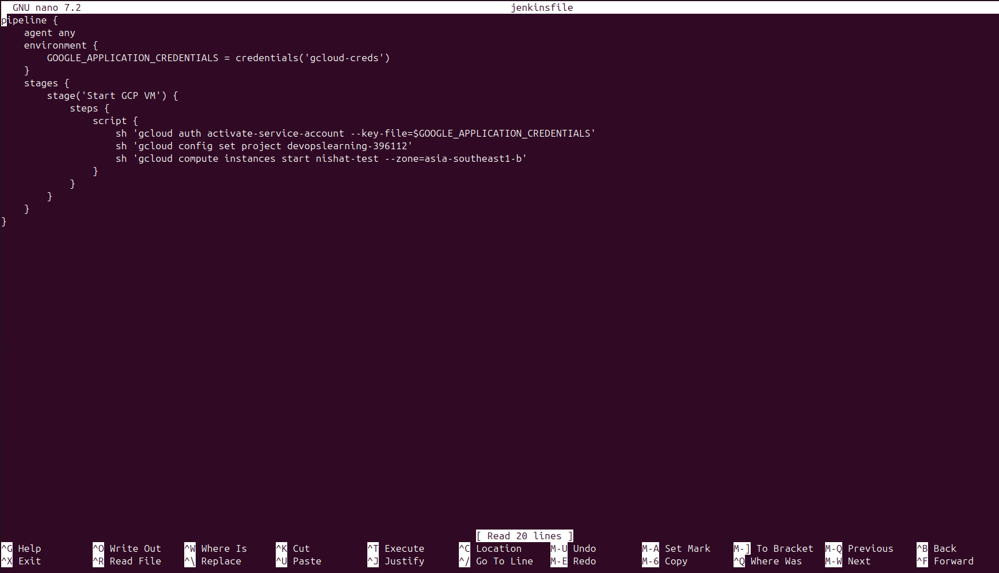 GNU nano 7.2 jenkinsfile
pipeline {
    agent any
    environment {
        GOOGLE_APPLICATION_CREDENTIALS = credentials('gcloud-creds')
    }
    stages {
        stage('Start GCP VM') {
            steps {
                script {
                    sh 'gcloud auth activate-service-account --key-file=$GOOGLE_APPLICATION_CREDENTIALS'
                    sh 'gcloud config set project devopslearning-396112'
                    sh 'gcloud compute instances start nishat-test --zone=asia-southeast1-b'
                }
            }
        }
    }
}
[ Read 20 lines ]
^G Help ^O Write Out ^W Where Is ^K Cut ^T Execute ^C Location M-U Undo M-A Set Mark M-] To Bracket M-Q Previous ^B Back
^X Exit ^R Read File ^\ Replace ^U Paste ^J Justify ^/ Go To Line M-E Redo M-6 Copy ^Q Where Was M-W Next ^F Forward